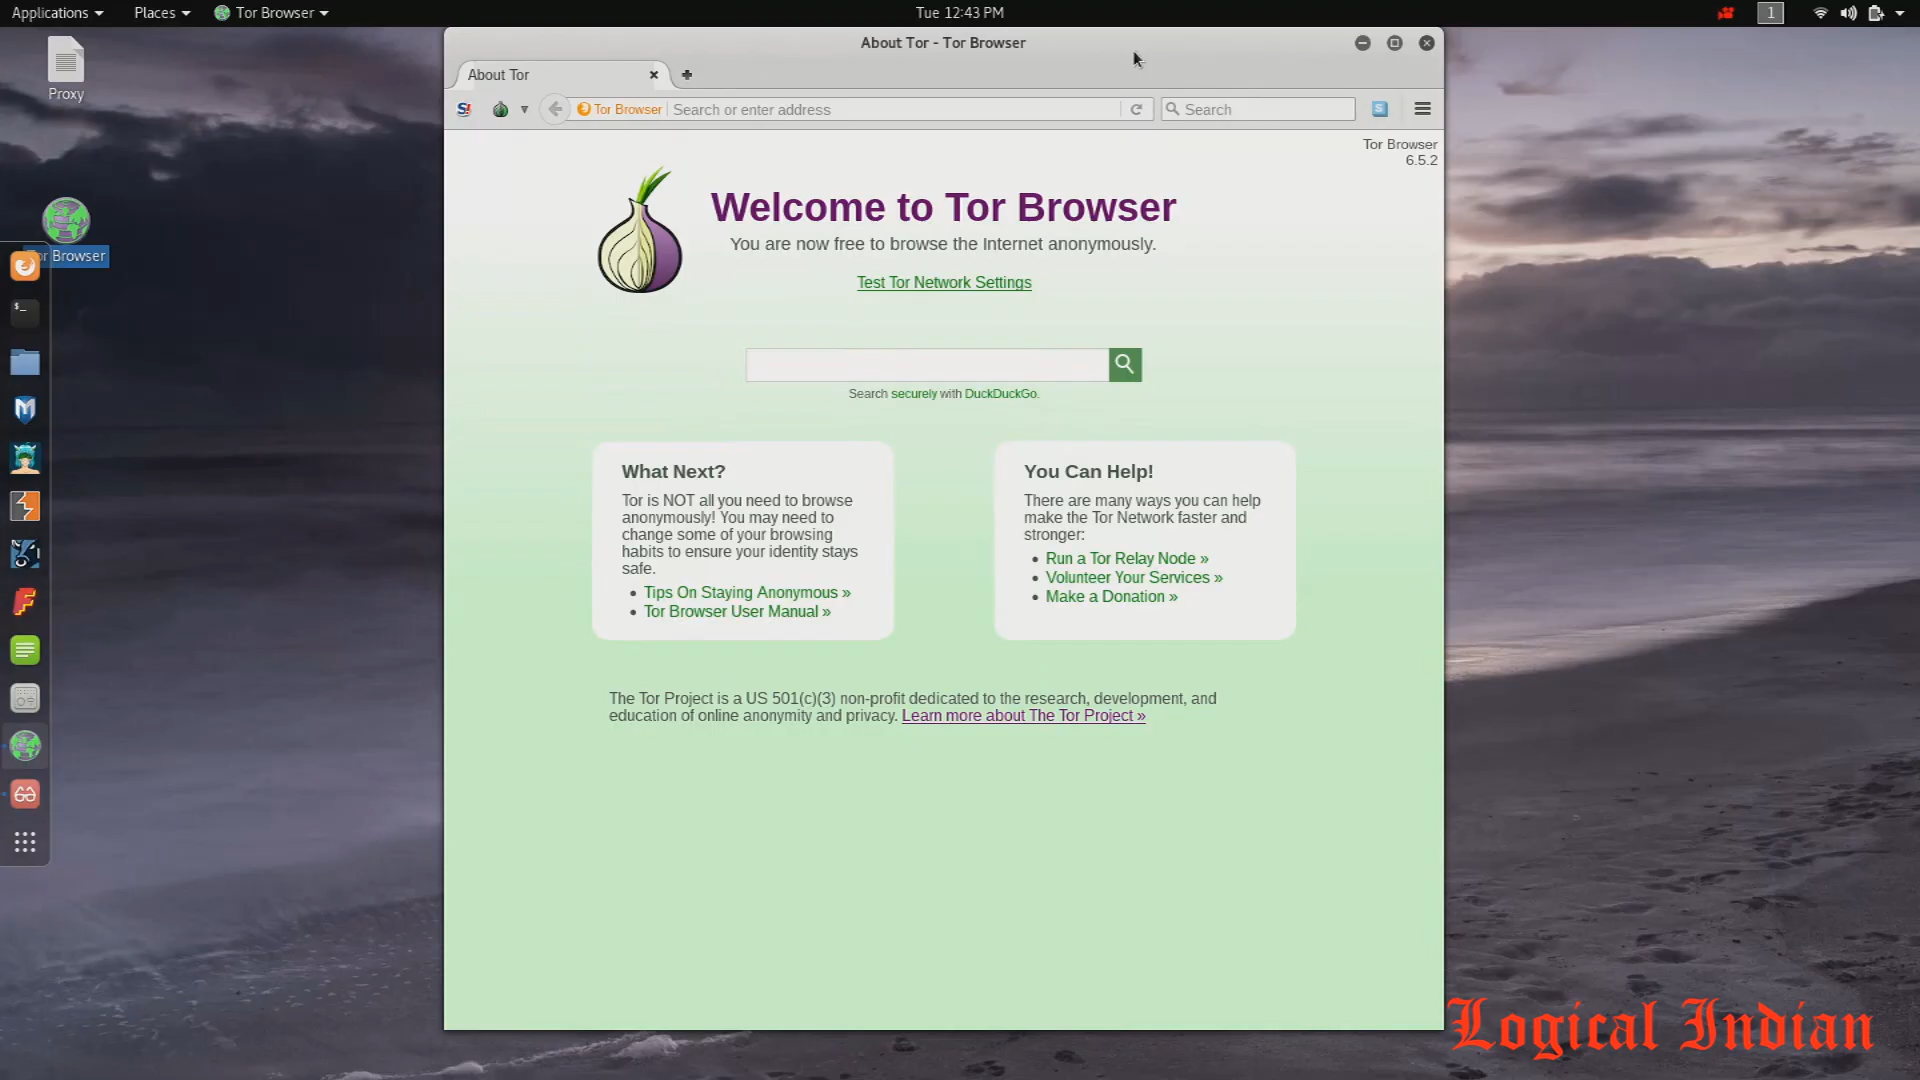 Applications
Places
Tor Browser
Tue 12:43 PM
1
Proxy
Tor Browser
$_
About Tor - Tor Browser
About Tor
S!
Tor Browser
Search or enter address
Search
S
Tor Browser
6.5.2
Welcome to Tor Browser
You are now free to browse the Internet anonymously.
Test Tor Network Settings
Search securely with DuckDuckGo.
What Next?
Tor is NOT all you need to browse
anonymously! You may need to
change some of your browsing
habits to ensure your identity stays
safe.
Tips On Staying Anonymous »
Tor Browser User Manual »
You Can Help!
There are many ways you can help
make the Tor Network faster and
stronger:
Run a Tor Relay Node »
Volunteer Your Services »
Make a Donation »
The Tor Project is a US 501(c)(3) non-profit dedicated to the research, development, and
education of online anonymity and privacy. Learn more about The Tor Project »
Logical Indian